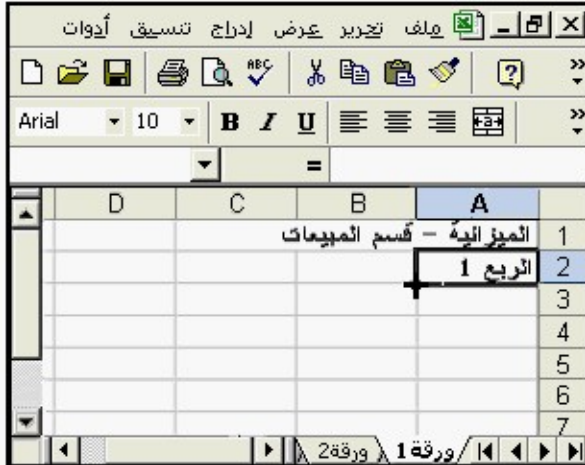 ملف تحرير عرض إدراج تنسيق أدوات
ABC
Arial 10 B I U a
=
A B C D
1 الميزانية – قسم المبيعات
2 الربع 1
3
4
5
6
7
ورقة1 ورقة2